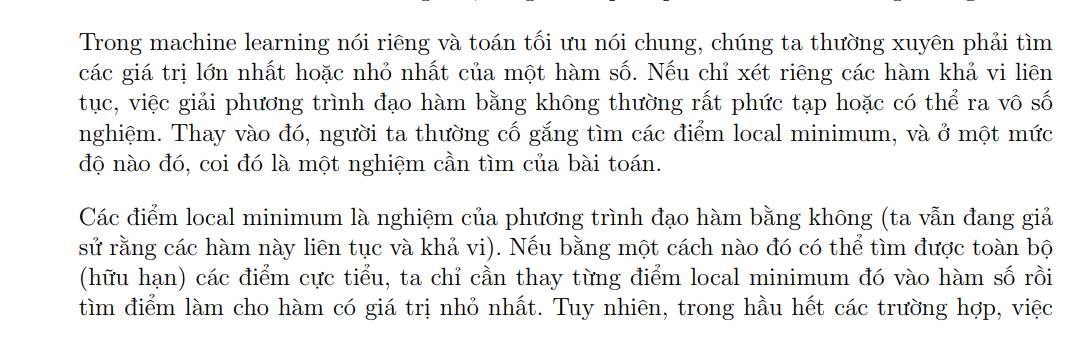 Trong machine learning nói riêng và toán tối ưu nói chung, chúng ta thường xuyên phải tìm
các giá trị lớn nhất hoặc nhỏ nhất của một hàm số. Nếu chỉ xét riêng các hàm khả vi liên
tục, việc giải phương trình đạo hàm bằng không thường rất phức tạp hoặc có thể ra vô số
nghiệm. Thay vào đó, người ta thường cố gắng tìm các điểm local minimum, và ở một mức
độ nào đó, coi đó là một nghiệm cần tìm của bài toán.
Các điểm local minimum là nghiệm của phương trình đạo hàm bằng không (ta vẫn đang giả
sử rằng các hàm này liên tục và khả vi). Nếu bằng một cách nào đó có thể tìm được toàn bộ
(hữu hạn) các điểm cực tiểu, ta chỉ cần thay từng điểm local minimum đó vào hàm số rồi
tìm điểm làm cho hàm có giá trị nhỏ nhất. Tuy nhiên, trong hầu hết các trường hợp, việc